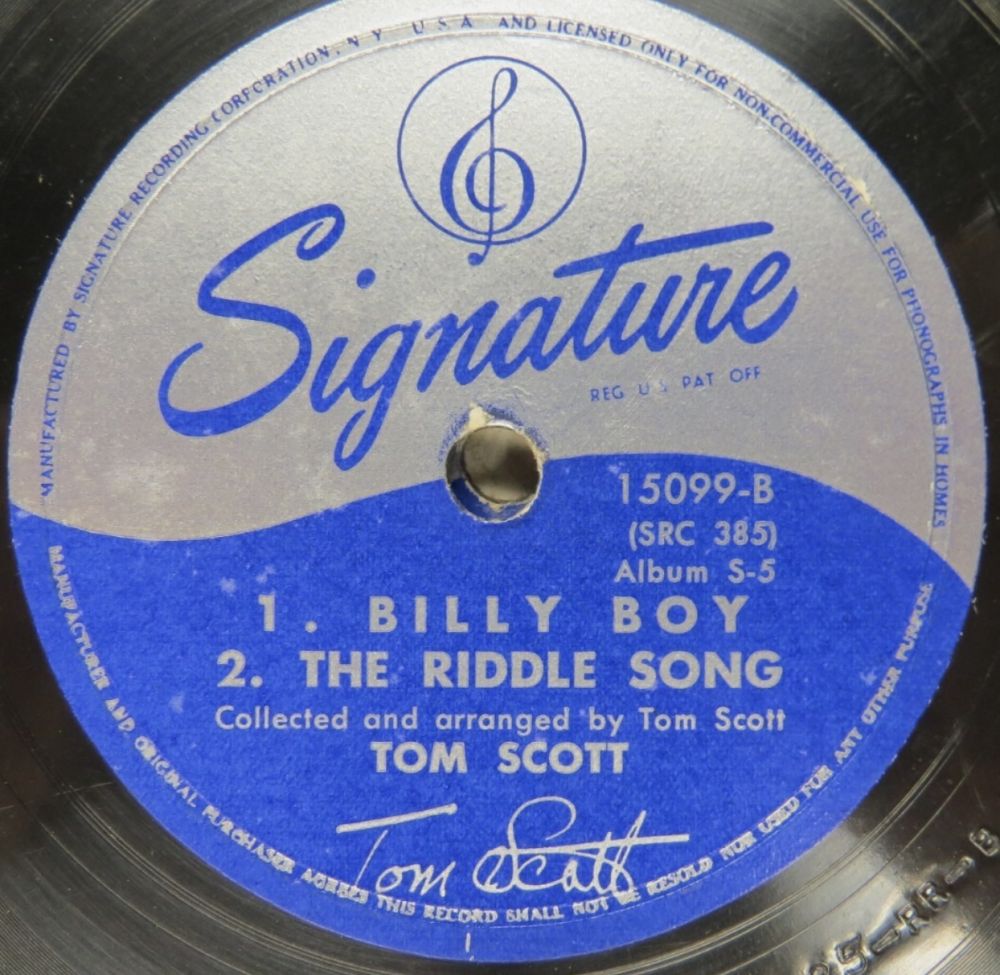 MANUFACTURED BY SIGNATURE RECORDING CORPORATION, N Y U S A AND LICENSED ONLY FOR NON-COMMERCIAL USE FOR PHONOGRAPHS IN HOMES
Signature
REG U S PAT OFF
15099-B
(SRC 385)
Album S-5
1. BILLY BOY
2. THE RIDDLE SONG
Collected and arranged by Tom Scott
TOM SCOTT
Tom Scott
MANUFACTURER AND ORIGINAL PURCHASER AGREES THIS RECORD SHALL NOT BE RESOLD NOR USED FOR ANY OTHER PURPOSE
85-RR-B